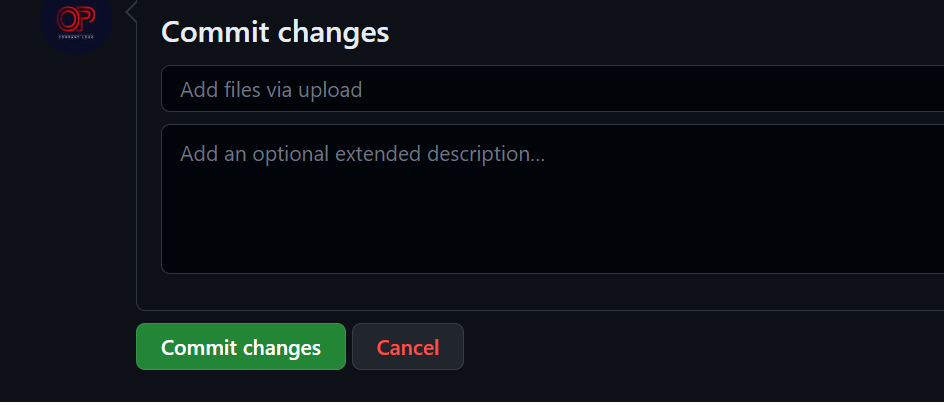 OP
COMPANY LOGO
Commit changes
Add files via upload
Add an optional extended description...
Commit changes
Cancel